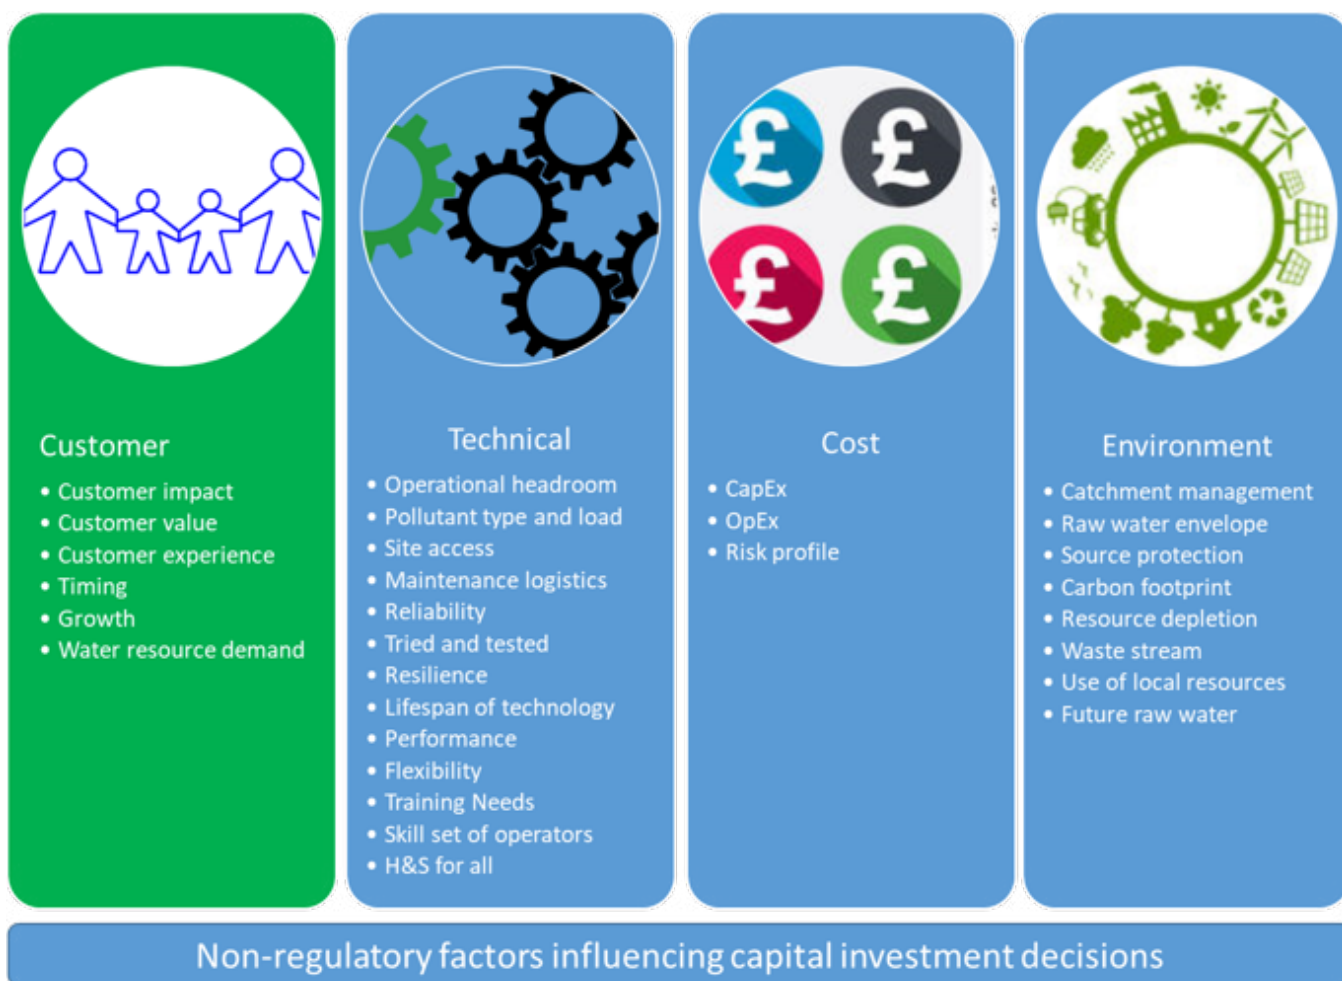 £
£
£
£
Customer
• Customer impact
• Customer value
• Customer experience
• Timing
• Growth
• Water resource demand
Technical
• Operational headroom
• Pollutant type and load
• Site access
• Maintenance logistics
• Reliability
• Tried and tested
• Resilience
• Lifespan of technology
• Performance
• Flexibility
• Training Needs
• Skill set of operators
• H&S for all
Cost
• CapEx
• OpEx
• Risk profile
Environment
• Catchment management
• Raw water envelope
• Source protection
• Carbon footprint
• Resource depletion
• Waste stream
• Use of local resources
• Future raw water
Non-regulatory factors influencing capital investment decisions